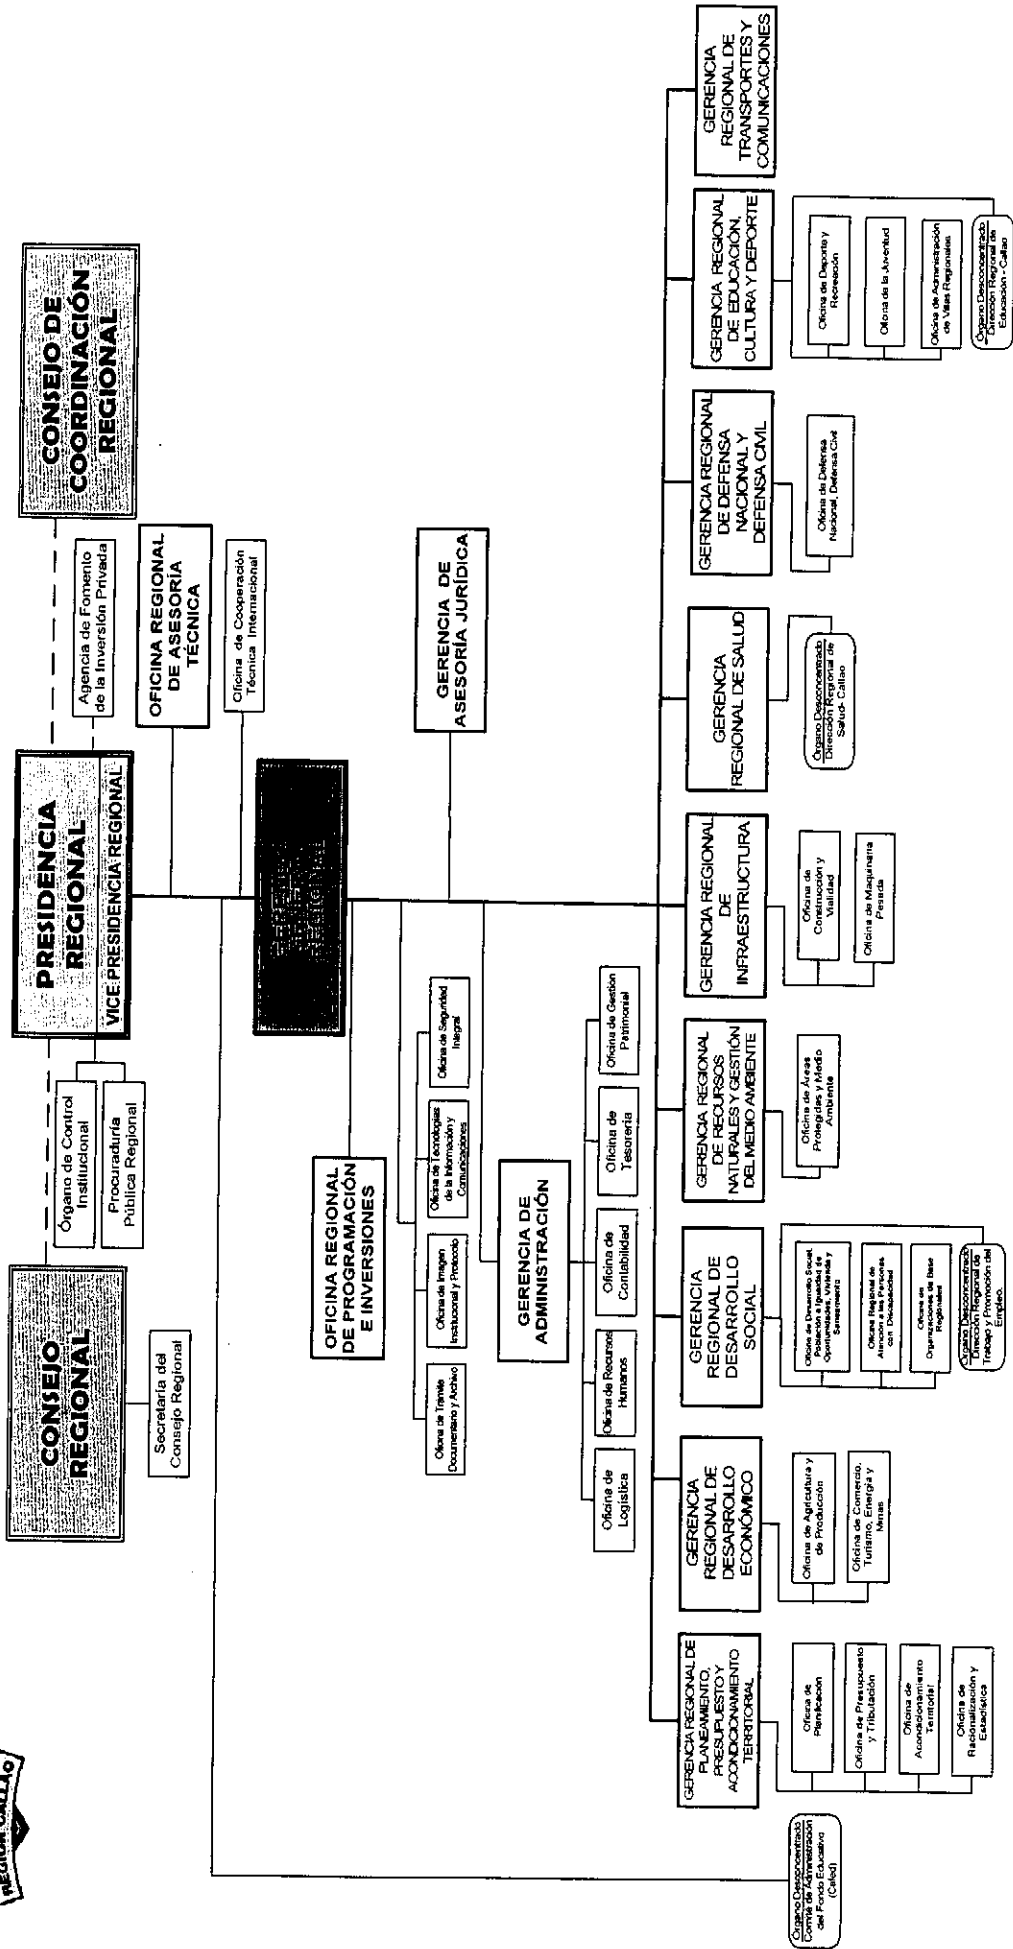 REGION CALLAO
CONSEJO
REGIONAL
Secretaría del
Consejo Regional
PRESIDENCIA
REGIONAL
VICE PRESIDENCIA REGIONAL
CONSEJO DE
COORDINACIÓN
REGIONAL
Órgano de Control
Institucional
Procuraduría
Pública Regional
Agencia de Fomento
de la Inversión Privada
OFICINA REGIONAL
DE ASESORÍA
TÉCNICA
Oficina de Cooperación
Técnica Internacional
REGIONAL
OFICINA REGIONAL
DE PROGRAMACIÓN
E INVERSIONES
GERENCIA DE
ASESORÍA JURÍDICA
Oficina de Trámite
Documentario y Archivo
Oficina de Imagen
Institucional y Protocolo
Oficina de Tecnologías
de la Información y
Comunicaciones
Oficina de Seguridad
Integral
GERENCIA DE
ADMINISTRACIÓN
Oficina de
Logística
Oficina de Recursos
Humanos
Oficina de
Contabilidad
Oficina de
Tesorería
Oficina de Gestión
Patrimonial
GERENCIA REGIONAL DE
PLANEAMIENTO,
PRESUPUESTO Y
ACONDICIONAMIENTO
TERRITORIAL
Oficina de
Planificación
Oficina de Presupuesto
y Tributación
Oficina de
Acondicionamiento
Territorial
Oficina de
Racionalización y
Estadística
GERENCIA
REGIONAL DE
DESARROLLO
ECONÓMICO
Oficina de Agricultura y
de Producción
Oficina de Comercio,
Turismo, Energía y
Minas
GERENCIA
REGIONAL DE
DESARROLLO
SOCIAL
Oficina de Desarrollo Social,
Población e Igualdad de
Oportunidades, Vivienda y
Saneamiento
Oficina Regional de
Atención a las Personas
con Discapacidad
Oficina de
Organizaciones de Base
Regionales
Órgano Desconcentrado
Dirección Regional de
Trabajo y Promoción del
Empleo.
GERENCIA REGIONAL
DE RECURSOS
NATURALES Y GESTIÓN
DEL MEDIO AMBIENTE
Oficina de Áreas
Protegidas y Medio
Ambiente
GERENCIA REGIONAL
DE
INFRAESTRUCTURA
Oficina de
Construcción y
Vialidad
Oficina de Maquinaria
Pesada
GERENCIA
REGIONAL DE SALUD
Órgano Desconcentrado
Dirección Regional de
Salud- Callao
GERENCIA REGIONAL
DE DEFENSA
NACIONAL Y
DEFENSA CIVIL
Oficina de Defensa
Nacional, Defensa Civil
GERENCIA REGIONAL
DE EDUCACIÓN,
CULTURA Y DEPORTE
Oficina de Deporte y
Recreación
Oficina de la Juventud
Oficina de Administración
de Villas Regionales
Órgano Desconcentrado
Dirección Regional de
Educación - Callao
GERENCIA
REGIONAL DE
TRANSPORTES Y
COMUNICACIONES
Órgano Desconcentrado
Comité de Administración
del Fondo Educativo
(Cafed)